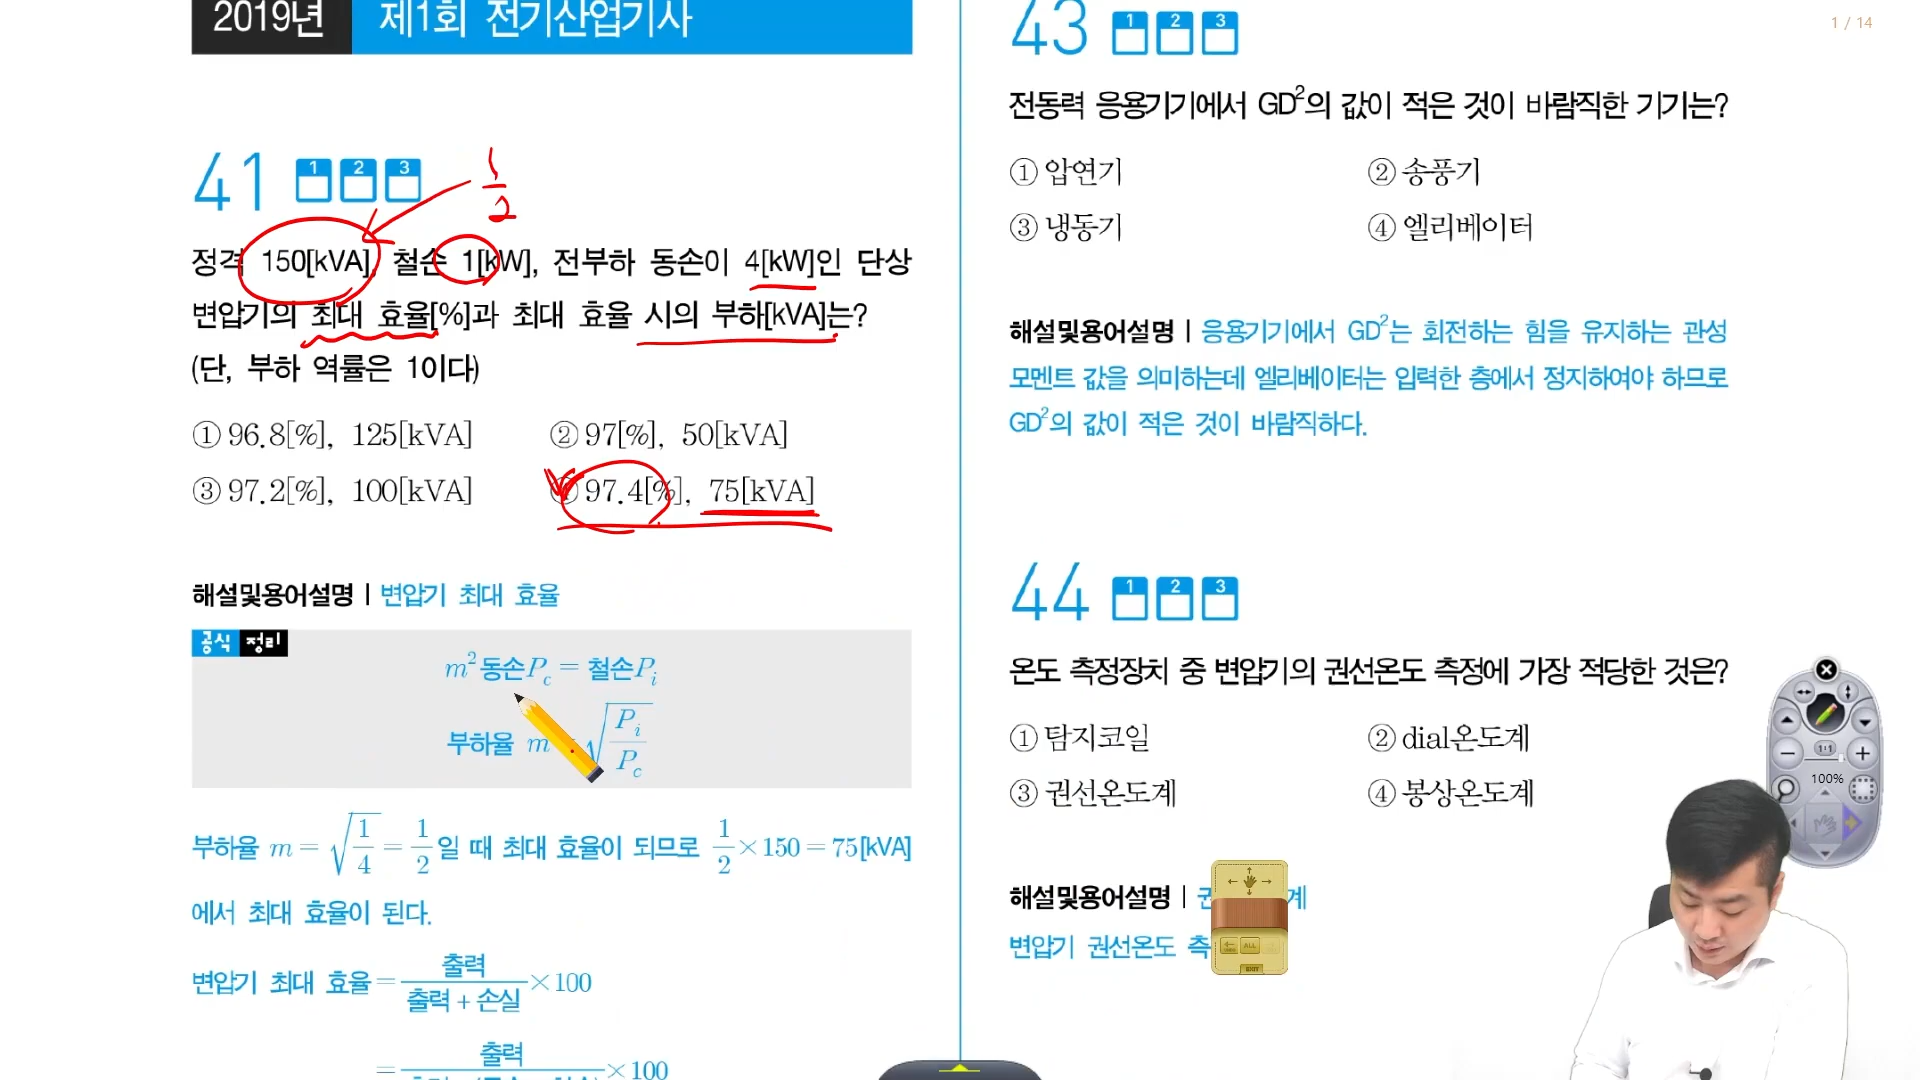 2019년 제1회 전기산업기사
1 / 14
41 1 2 3
1/2
정격 150[kVA], 철손 1[kW], 전부하 동손이 4[kW]인 단상
변압기의 최대 효율[%]과 최대 효율 시의 부하[kVA]는?
(단, 부하 역률은 1이다)
① 96.8[%], 125[kVA] ② 97[%], 50[kVA]
③ 97.2[%], 100[kVA] 97.4[%], 75[kVA]
해설및용어설명 | 변압기 최대 효율
공식 정리
m² 동손P_c = 철손P_i
부하율 m √(P_i/P_c)
부하율 m = √(1/4) = 1/2일 때 최대 효율이 되므로 1/2×150 = 75[kVA]
에서 최대 효율이 된다.
변압기 최대 효율 = 출력/(출력 + 손실) ×100
= 출력 ×100
43 1 2 3
전동력 응용기기에서 GD²의 값이 적은 것이 바람직한 기기는?
① 압연기 ② 송풍기
③ 냉동기 ④ 엘리베이터
해설및용어설명 | 응용기기에서 GD²는 회전하는 힘을 유지하는 관성
모멘트 값을 의미하는데 엘리베이터는 입력한 층에서 정지하여야 하므로
GD²의 값이 적은 것이 바람직하다.
44 1 2 3
온도 측정장치 중 변압기의 권선온도 측정에 가장 적당한 것은?
① 탐지코일 ② dial온도계
③ 권선온도계 ④ 봉상온도계
해설및용어설명 | 계
변압기 권선온도 측
1:1
100%
ALL
EXIT